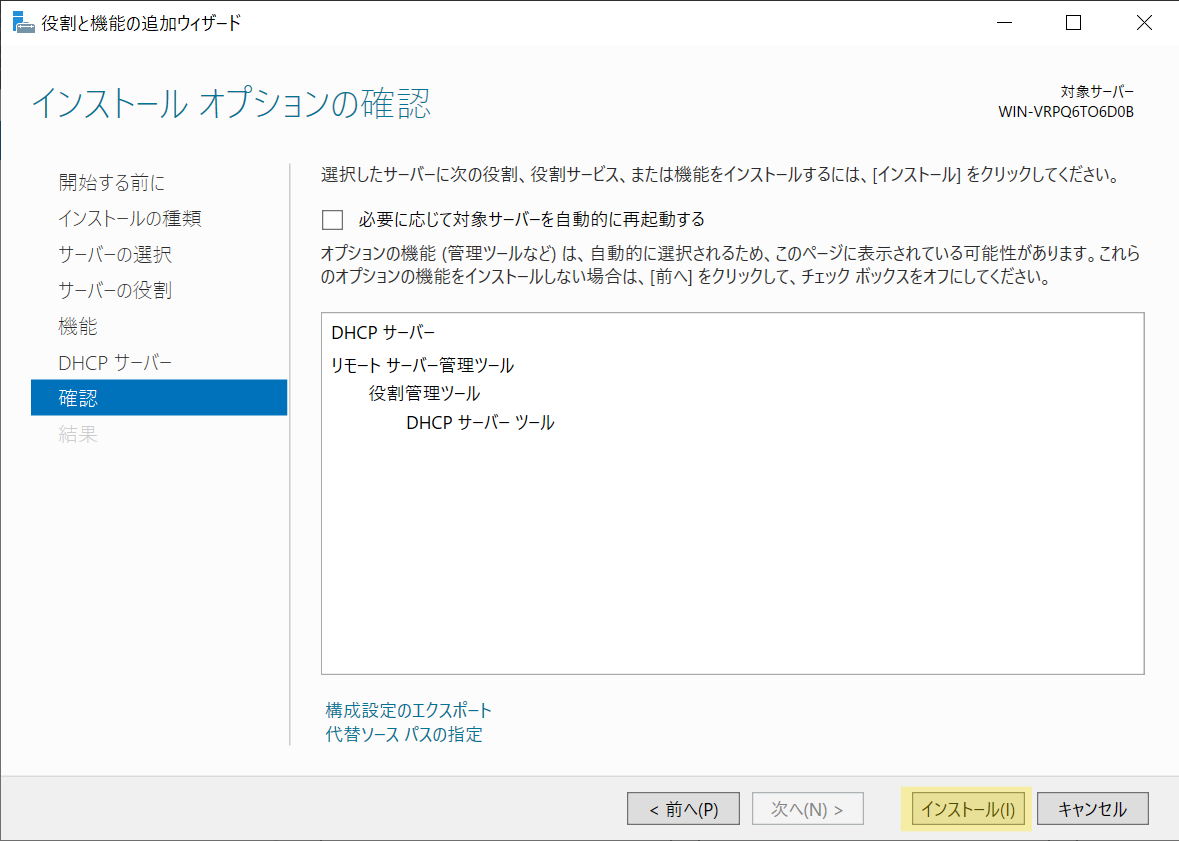 役割と機能の追加ウィザード
インストール オプションの確認
対象サーバー
WIN-VRPQ6TO6D0B
開始する前に
インストールの種類
サーバーの選択
サーバーの役割
機能
DHCP サーバー
確認
結果
選択したサーバーに次の役割、役割サービス、または機能をインストールするには、[インストール] をクリックしてください。
必要に応じて対象サーバーを自動的に再起動する
オプションの機能 (管理ツールなど) は、自動的に選択されるため、このページに表示されている可能性があります。これら
のオプションの機能をインストールしない場合は、[前へ] をクリックして、チェック ボックスをオフにしてください。
DHCP サーバー
リモート サーバー管理ツール
役割管理ツール
DHCP サーバー ツール
構成設定のエクスポート
代替ソース パスの指定
< 前へ(P)
次へ(N) >
インストール(I)
キャンセル